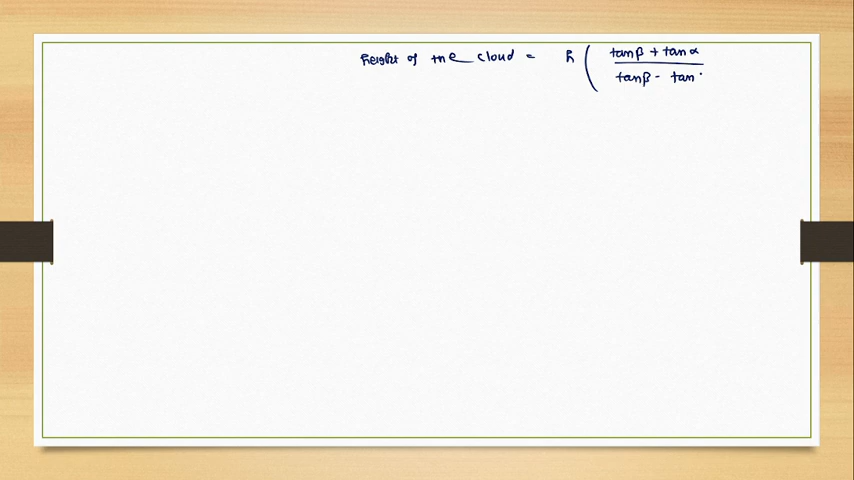 height of the cloud = h ( tanβ + tanα / tanβ - tan